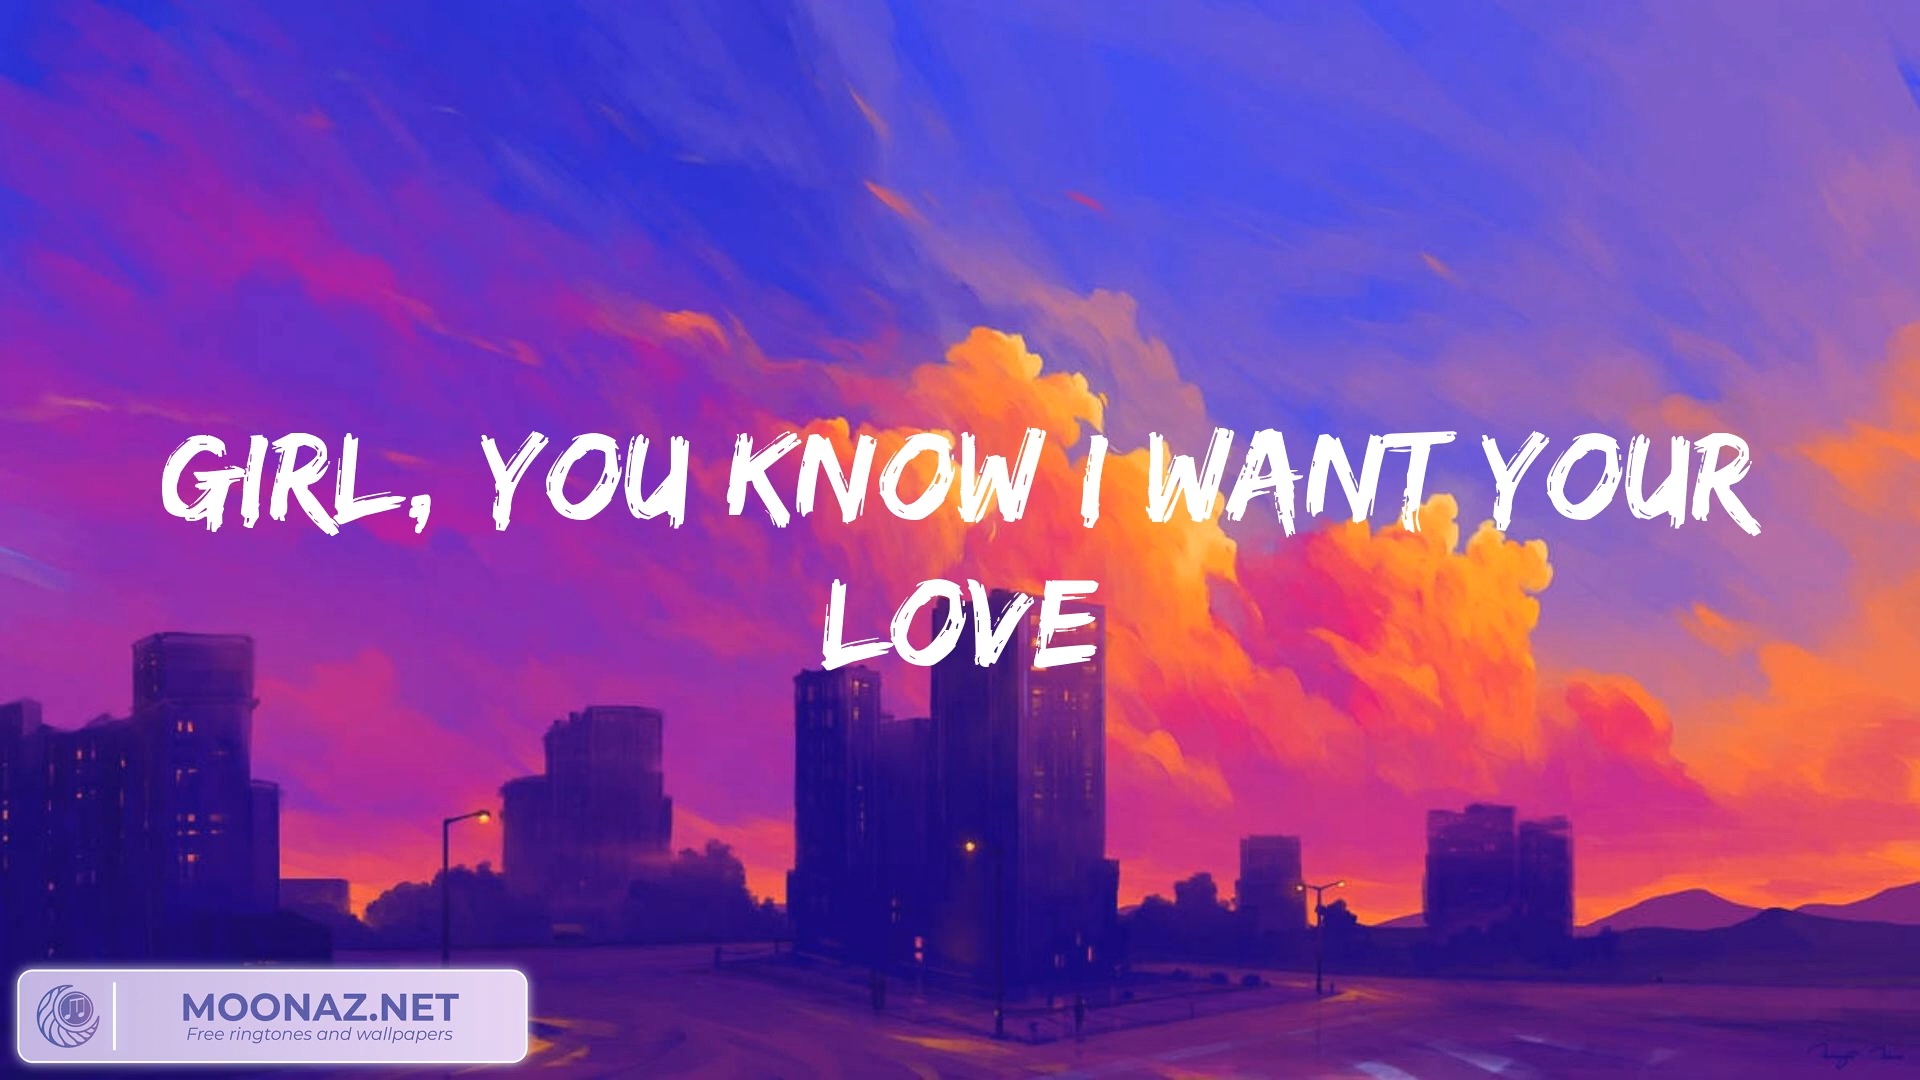 GIRL, YOU KNOW I WANT YOUR
LOVE
MOONAZ.NET
Free ringtones and wallpapers